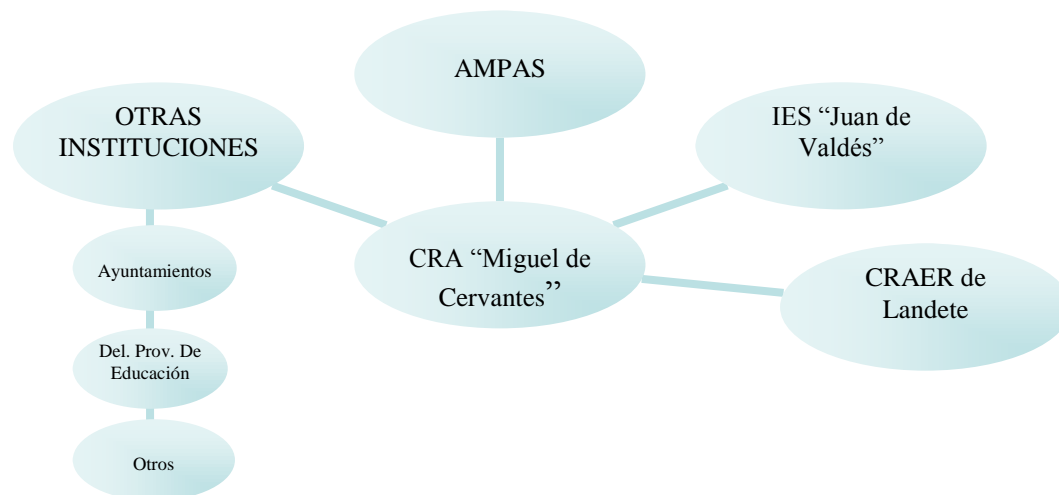 AMPAS
OTRAS
INSTITUCIONES
IES “Juan de
Valdés”
CRA “Miguel de
Cervantes”
CRAER de
Landete
Ayuntamientos
Del. Prov. De
Educación
Otros